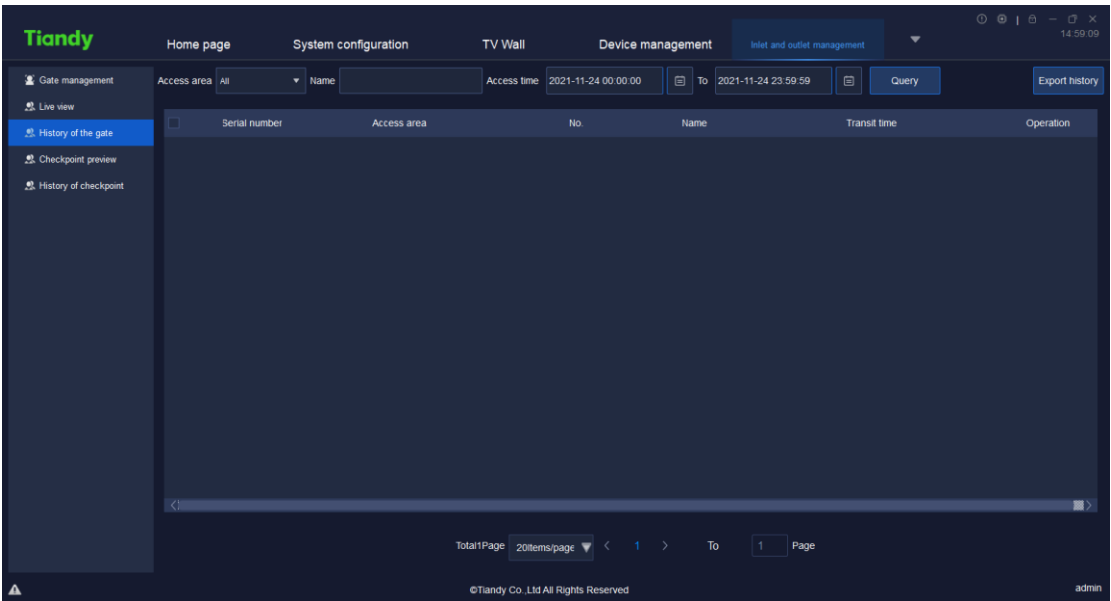 Tiandy
Home page System configuration TV Wall Device management Inlet and outlet management
14:59:09
Gate management
Live view
History of the gate
Checkpoint preview
History of checkpoint
Access area All Name Access time 2021-11-24 00:00:00 To 2021-11-24 23:59:59 Query Export history
Serial number Access area No. Name Transit time Operation
Total1Page 20Items/page < 1 > To 1 Page
©Tiandy Co.,Ltd All Rights Reserved
admin